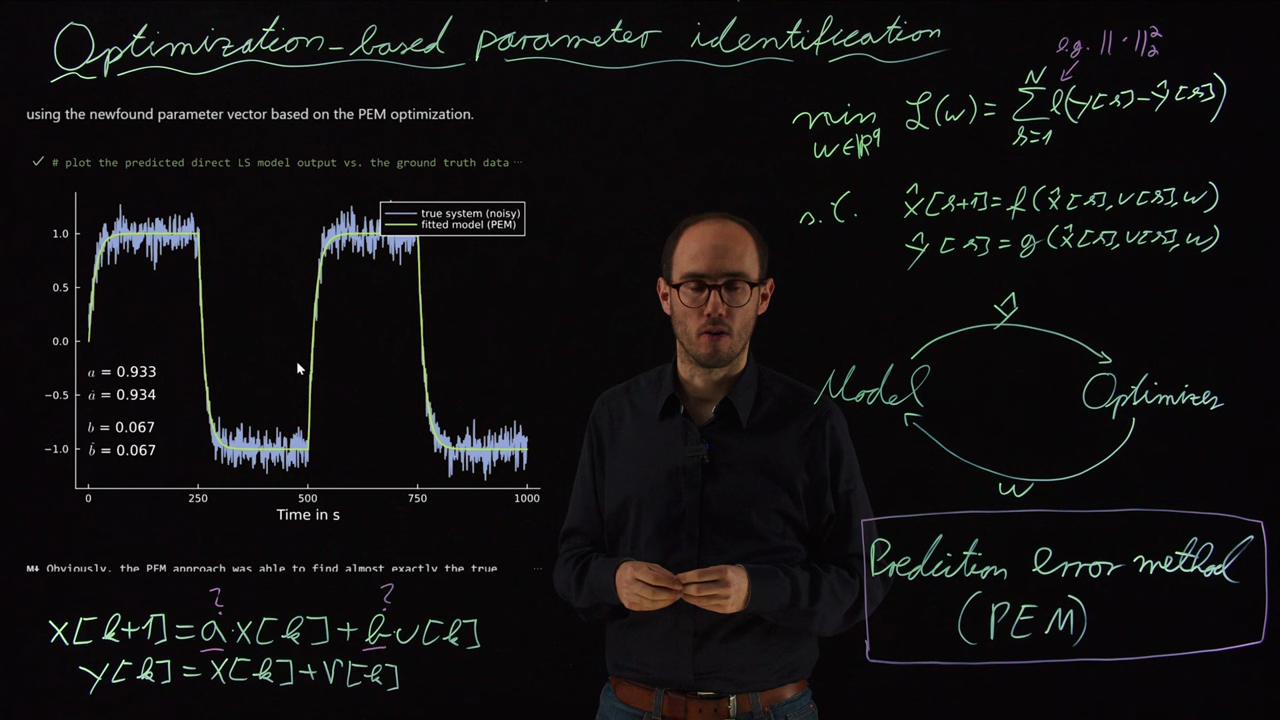 Optimization-based parameter identification
using the newfound parameter vector based on the PEM optimization.
✓ # plot the predicted direct LS model output vs. the ground truth data ...
true system (noisy)
fitted model (PEM)
1.0
0.5
0.0
−0.5
−1.0
a = 0.933
â = 0.934
b = 0.067
b̂ = 0.067
0 250 500 750 1000
Time in s
M↓ Obviously, the PEM approach was able to find almost exactly the true ...
? ?
x[k+1] = a·x[k] + b·u[k]
y[k] = x[k] + v[k]
e.g. ||·||₂²
min L(w) = Σ l(y[k] − ŷ[k])
w∈ℝ^q
N
k=1
s.t. x̂[k+1] = f(x̂[k], u[k], w)
ŷ[k] = g(x̂[k], u[k], w)
ŷ
Model Optimizer
w
Prediction error method
(PEM)